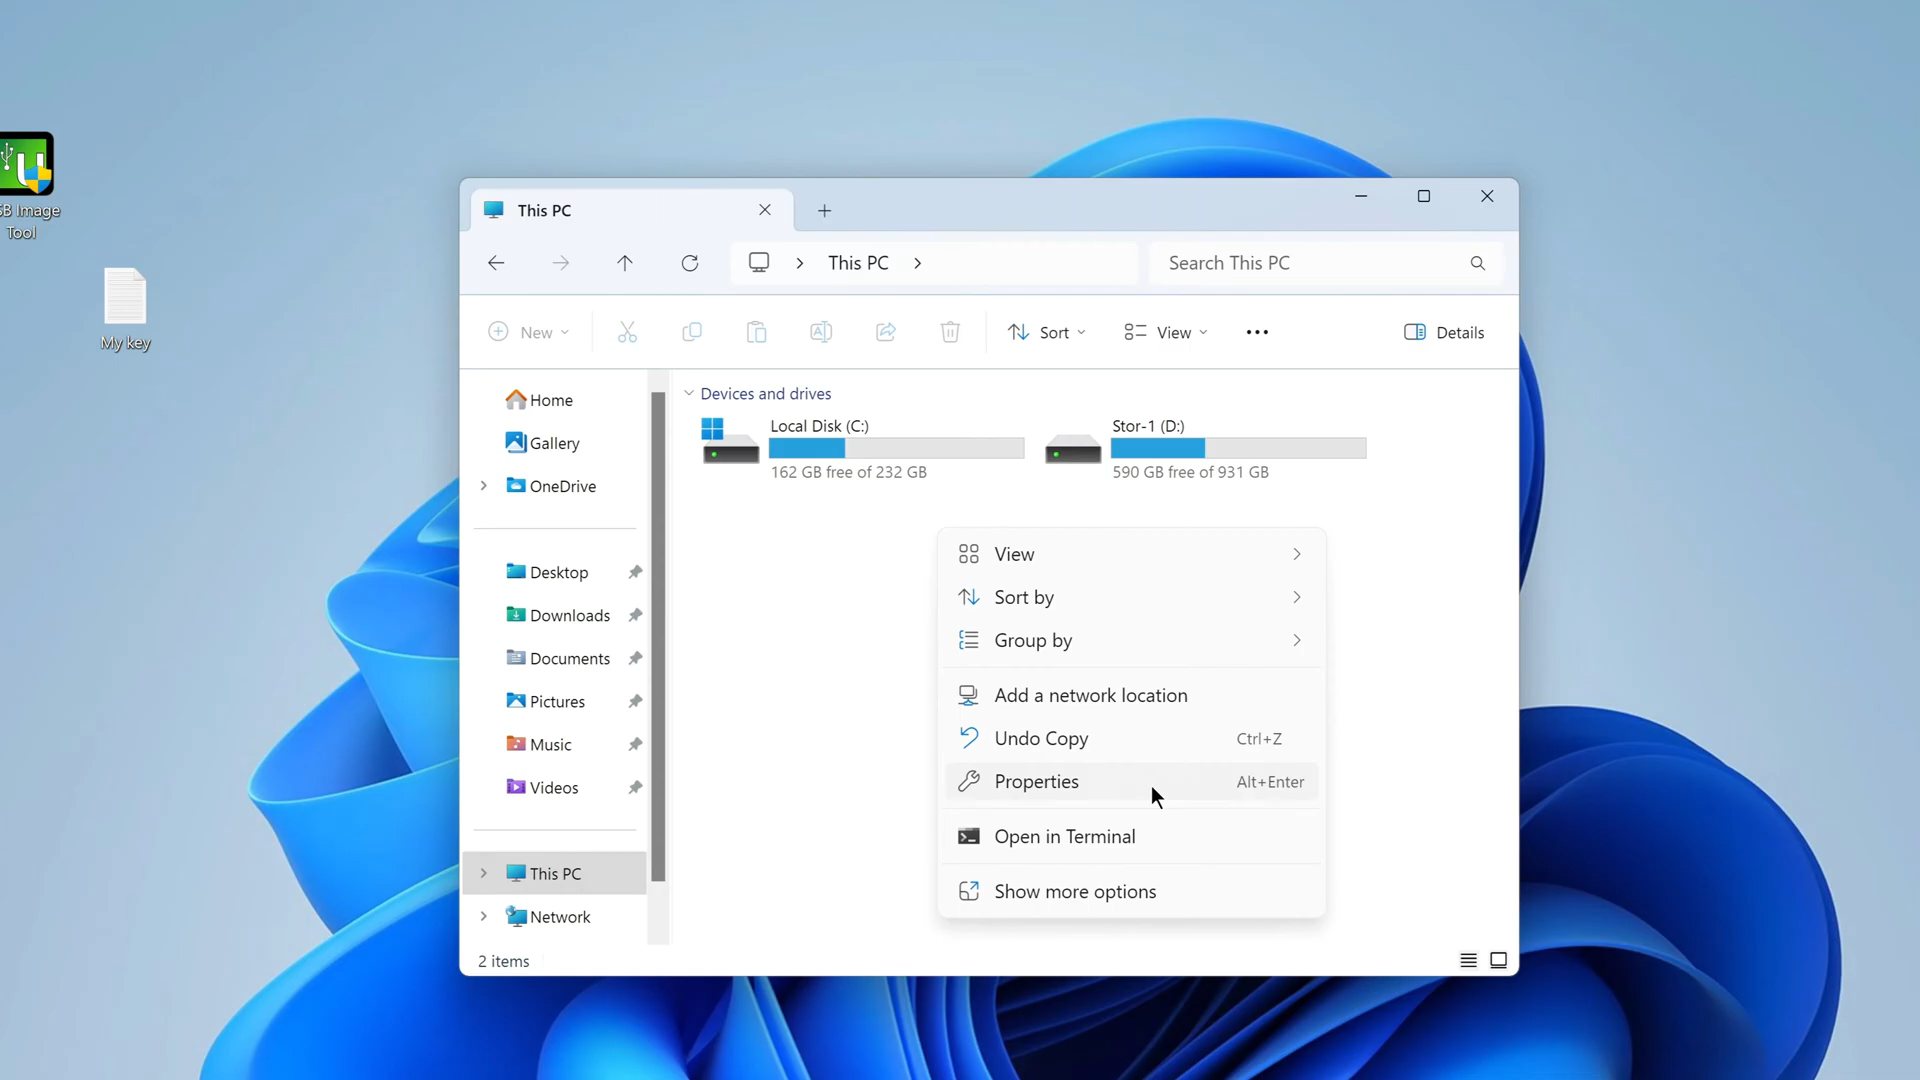 SB Image
Tool
My key
This PC
This PC
Search This PC
New
Sort
View
Details
Home
Gallery
OneDrive
Desktop
Downloads
Documents
Pictures
Music
Videos
This PC
Network
Devices and drives
Local Disk (C:)
162 GB free of 232 GB
Stor-1 (D:)
590 GB free of 931 GB
View
Sort by
Group by
Add a network location
Undo Copy Ctrl+Z
Properties Alt+Enter
Open in Terminal
Show more options
2 items